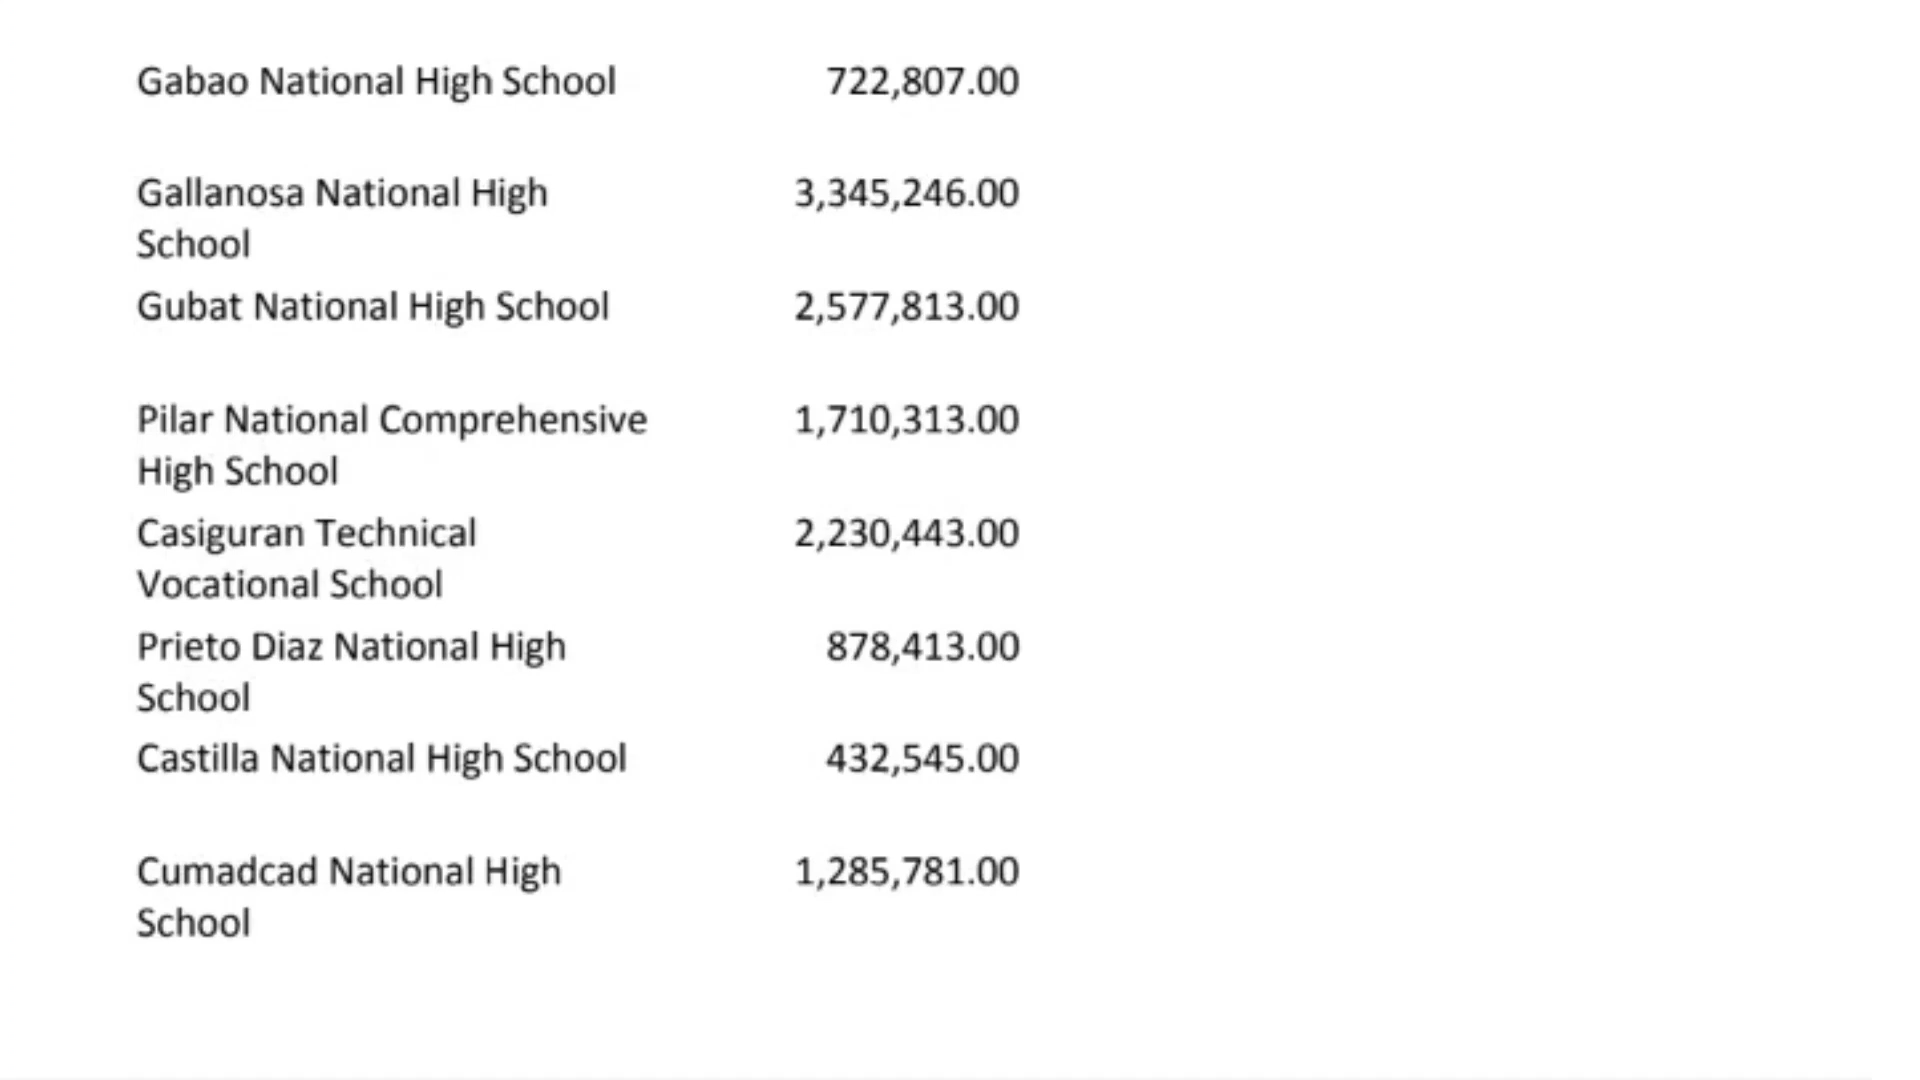 Gabao National High School 722,807.00
Gallanosa National High 3,345,246.00
School
Gubat National High School 2,577,813.00
Pilar National Comprehensive 1,710,313.00
High School
Casiguran Technical 2,230,443.00
Vocational School
Prieto Diaz National High 878,413.00
School
Castilla National High School 432,545.00
Cumadcad National High 1,285,781.00
School